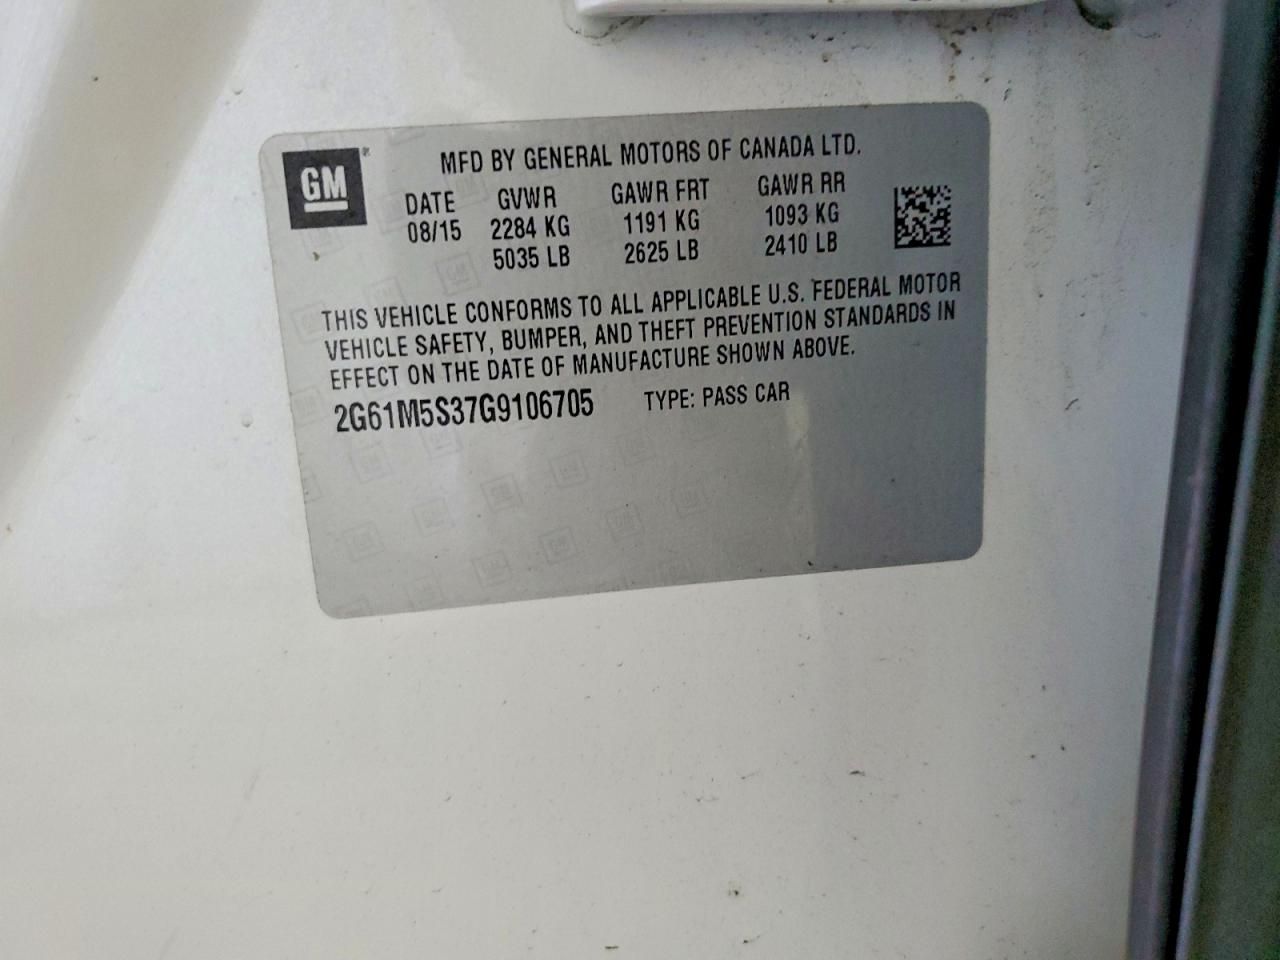 GM
MFD BY GENERAL MOTORS OF CANADA LTD.
DATE GVWR GAWR FRT GAWR RR
08/15 2284 KG 1191 KG 1093 KG
5035 LB 2625 LB 2410 LB
THIS VEHICLE CONFORMS TO ALL APPLICABLE U.S. FEDERAL MOTOR
VEHICLE SAFETY, BUMPER, AND THEFT PREVENTION STANDARDS IN
EFFECT ON THE DATE OF MANUFACTURE SHOWN ABOVE.
2G61M5S37G9106705 TYPE: PASS CAR